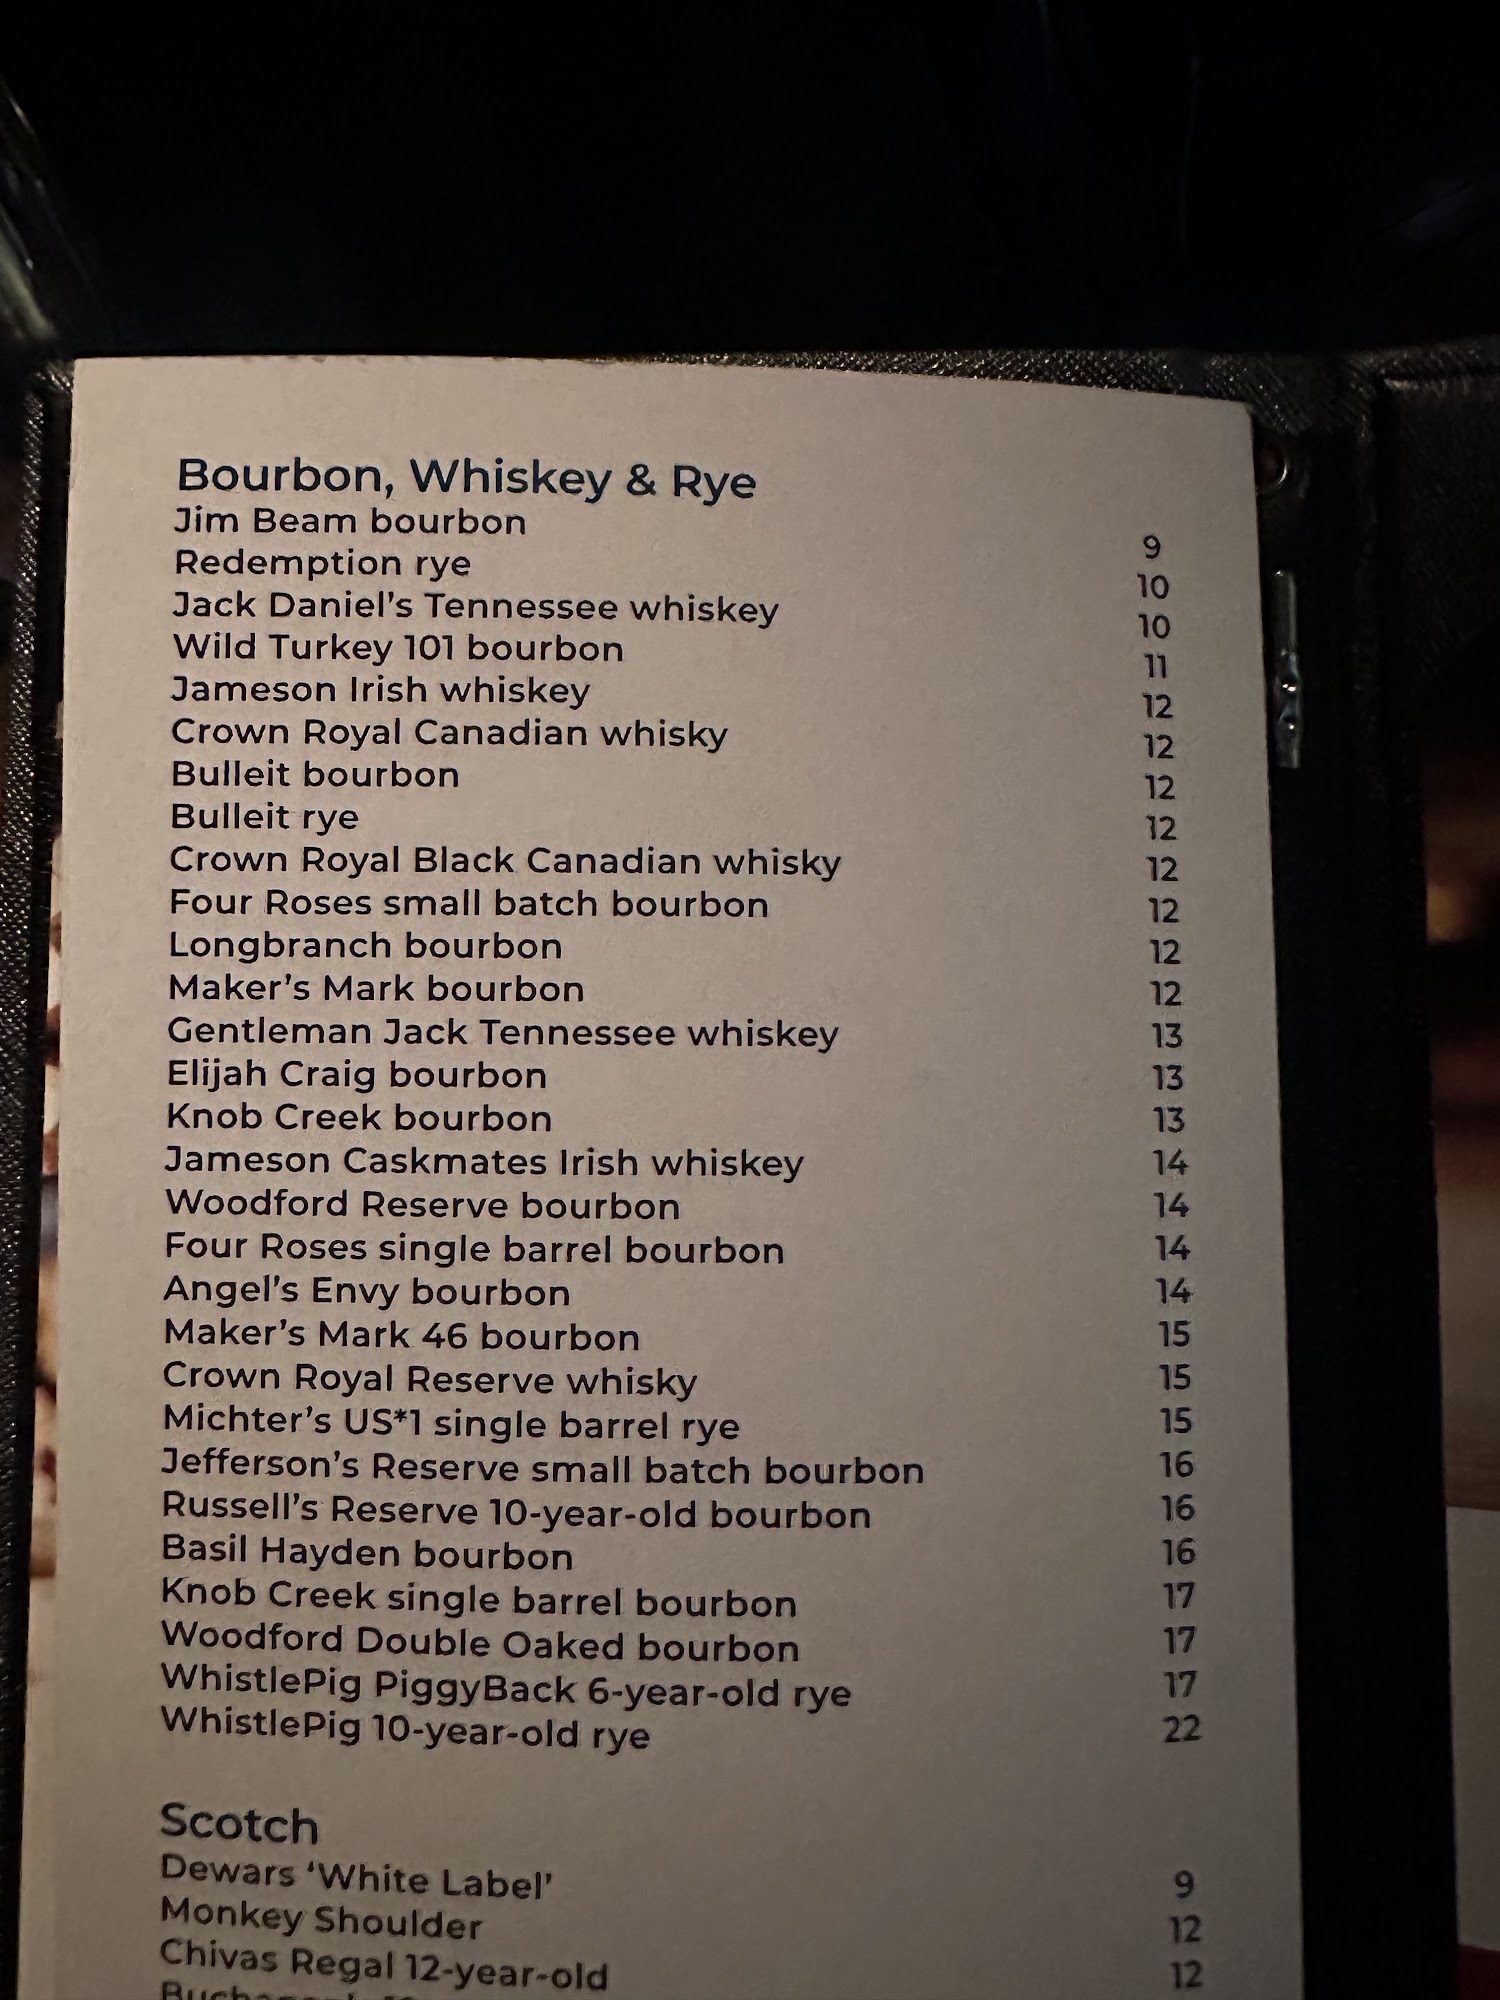 Bourbon, Whiskey & Rye
Jim Beam bourbon 9
Redemption rye 10
Jack Daniel's Tennessee whiskey 10
Wild Turkey 101 bourbon 11
Jameson Irish whiskey 12
Crown Royal Canadian whisky 12
Bulleit bourbon 12
Bulleit rye 12
Crown Royal Black Canadian whisky 12
Four Roses small batch bourbon 12
Longbranch bourbon 12
Maker's Mark bourbon 12
Gentleman Jack Tennessee whiskey 13
Elijah Craig bourbon 13
Knob Creek bourbon 13
Jameson Caskmates Irish whiskey 14
Woodford Reserve bourbon 14
Four Roses single barrel bourbon 14
Angel's Envy bourbon 14
Maker's Mark 46 bourbon 15
Crown Royal Reserve whisky 15
Michter's US*1 single barrel rye 15
Jefferson's Reserve small batch bourbon 16
Russell's Reserve 10-year-old bourbon 16
Basil Hayden bourbon 16
Knob Creek single barrel bourbon 17
Woodford Double Oaked bourbon 17
WhistlePig PiggyBack 6-year-old rye 17
WhistlePig 10-year-old rye 22
Scotch
Dewars 'White Label' 9
Monkey Shoulder 12
Chivas Regal 12-year-old 12